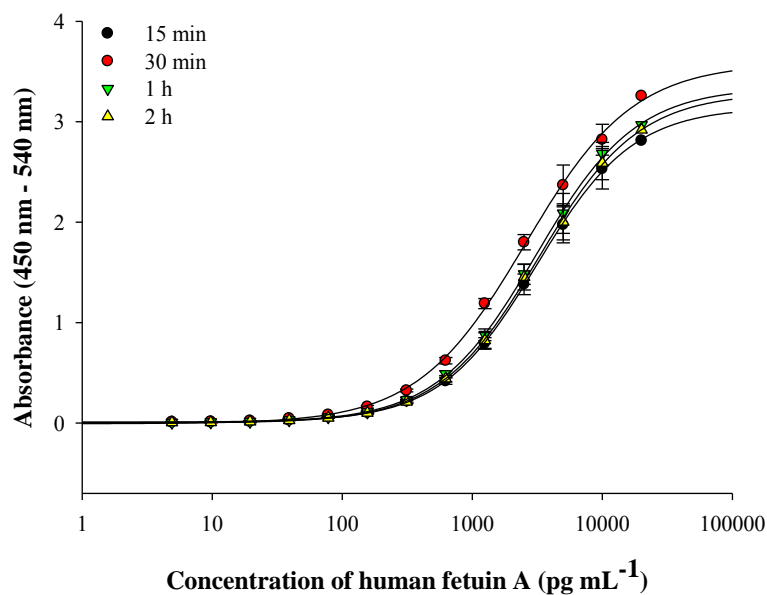 4
15 min
30 min
1 h
2 h
3
2
1
0
Absorbance (450 nm - 540 nm)
1 10 100 1000 10000 100000
Concentration of human fetuin A (pg mL-1)